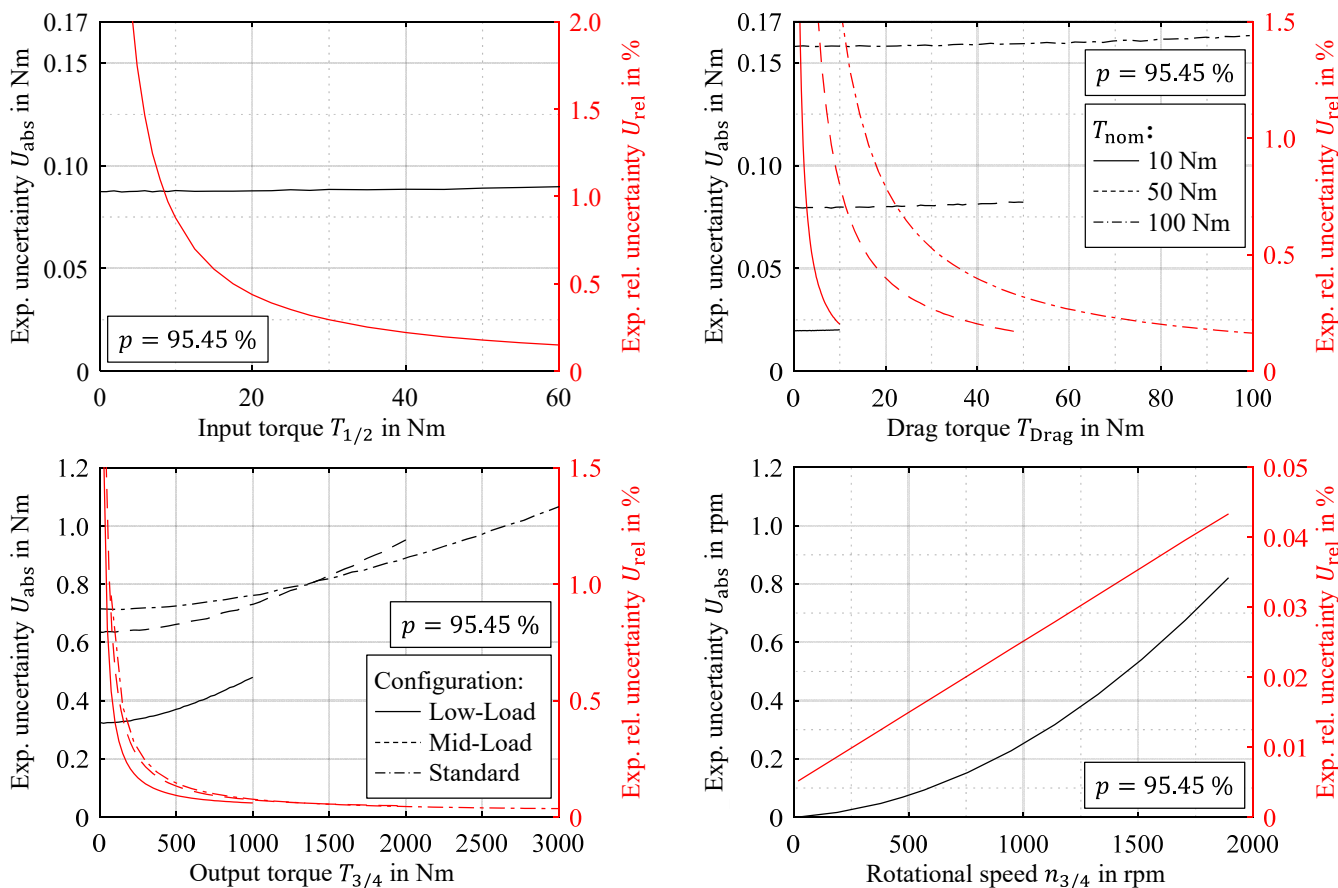 Exp. uncertainty U_abs in Nm
0.17
0.15
0.10
0.05
0
2.0
1.5
1.0
0.5
0
Exp. rel. uncertainty U_rel in %
p = 95.45 %
0 20 40 60
Input torque T_1/2 in Nm
Exp. uncertainty U_abs in Nm
0.17
0.15
0.10
0.05
0
1.5
1.0
0.5
0
Exp. rel. uncertainty U_rel in %
p = 95.45 %
T_nom:
10 Nm
50 Nm
100 Nm
0 20 40 60 80 100
Drag torque T_Drag in Nm
Exp. uncertainty U_abs in Nm
1.2
1.0
0.8
0.6
0.4
0.2
0
1.5
1.0
0.5
0
Exp. rel. uncertainty U_rel in %
p = 95.45 %
Configuration:
Low-Load
Mid-Load
Standard
0 500 1000 1500 2000 2500 3000
Output torque T_3/4 in Nm
Exp. uncertainty U_abs in rpm
1.2
1.0
0.8
0.6
0.4
0.2
0
0.05
0.04
0.03
0.02
0.01
0
Exp. rel. uncertainty U_rel in %
p = 95.45 %
0 500 1000 1500 2000
Rotational speed n_3/4 in rpm